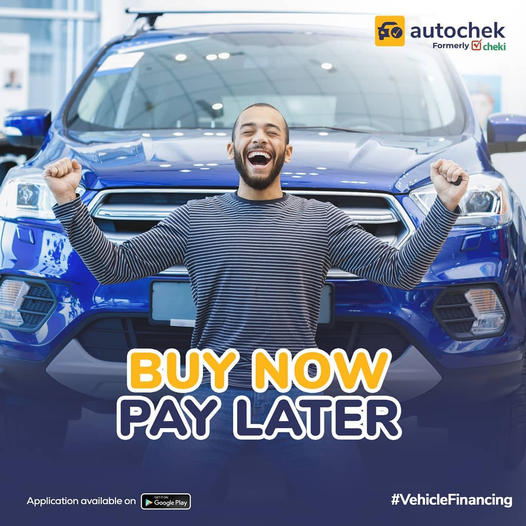 autochek
Formerly cheki
BUY NOW
PAY LATER
Application available on
GET IT ON
Google Play
#VehicleFinancing